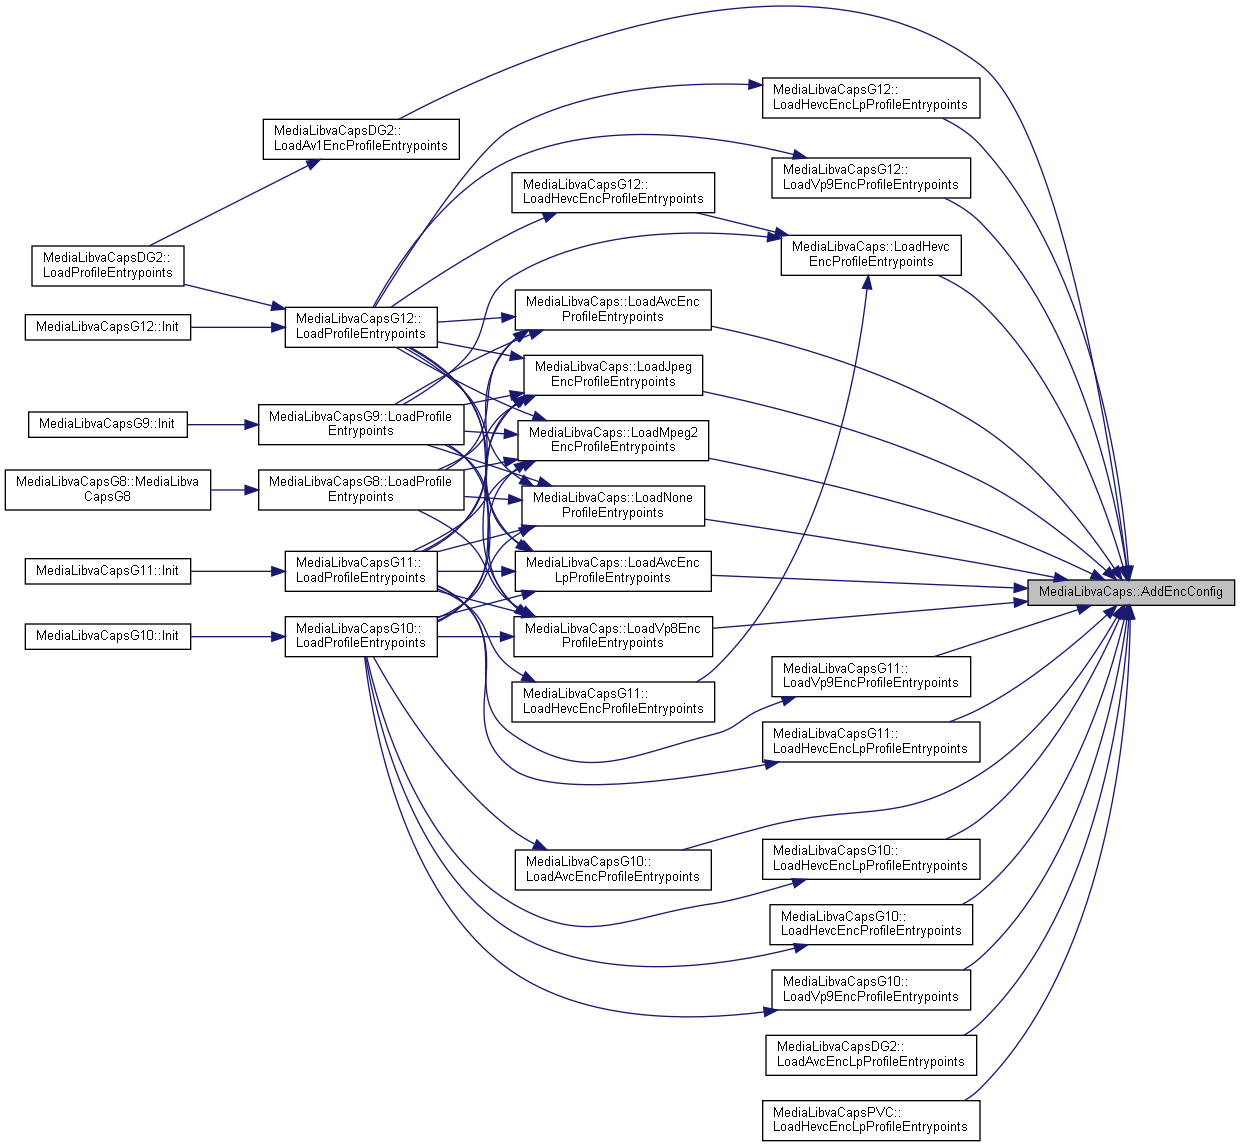 MediaLibvaCapsG12::
LoadHevcEncLpProfileEntrypoints
MediaLibvaCapsDG2::
LoadAv1EncProfileEntrypoints
MediaLibvaCapsG12::
LoadVp9EncProfileEntrypoints
MediaLibvaCapsG12::
LoadHevcEncProfileEntrypoints
MediaLibvaCaps::LoadHevc
EncProfileEntrypoints
MediaLibvaCapsDG2::
LoadProfileEntrypoints
MediaLibvaCaps::LoadAvcEnc
ProfileEntrypoints
MediaLibvaCapsG12::Init
MediaLibvaCapsG12::
LoadProfileEntrypoints
MediaLibvaCaps::LoadJpeg
EncProfileEntrypoints
MediaLibvaCapsG9::Init
MediaLibvaCapsG9::LoadProfile
Entrypoints
MediaLibvaCaps::LoadMpeg2
EncProfileEntrypoints
MediaLibvaCapsG8::MediaLibva
CapsG8
MediaLibvaCapsG8::LoadProfile
Entrypoints
MediaLibvaCaps::LoadNone
ProfileEntrypoints
MediaLibvaCapsG11::Init
MediaLibvaCapsG11::
LoadProfileEntrypoints
MediaLibvaCaps::LoadAvcEnc
LpProfileEntrypoints
MediaLibvaCaps::AddEncConfig
MediaLibvaCapsG10::Init
MediaLibvaCapsG10::
LoadProfileEntrypoints
MediaLibvaCaps::LoadVp8Enc
ProfileEntrypoints
MediaLibvaCapsG11::
LoadVp9EncProfileEntrypoints
MediaLibvaCapsG11::
LoadHevcEncProfileEntrypoints
MediaLibvaCapsG11::
LoadHevcEncLpProfileEntrypoints
MediaLibvaCapsG10::
LoadAvcEncProfileEntrypoints
MediaLibvaCapsG10::
LoadHevcEncLpProfileEntrypoints
MediaLibvaCapsG10::
LoadHevcEncProfileEntrypoints
MediaLibvaCapsG10::
LoadVp9EncProfileEntrypoints
MediaLibvaCapsDG2::
LoadAvcEncLpProfileEntrypoints
MediaLibvaCapsPVC::
LoadHevcEncLpProfileEntrypoints